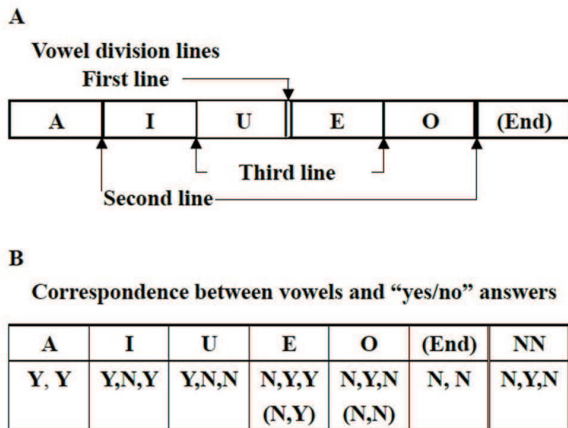 A
Vowel division lines
First line
A I U E O (End)
Third line
Second line
B
Correspondence between vowels and “yes/no” answers
A I U E O (End) NN
Y, Y Y,N,Y Y,N,N N,Y,Y N,Y,N N, N N,Y,N
(N,Y) (N,N)